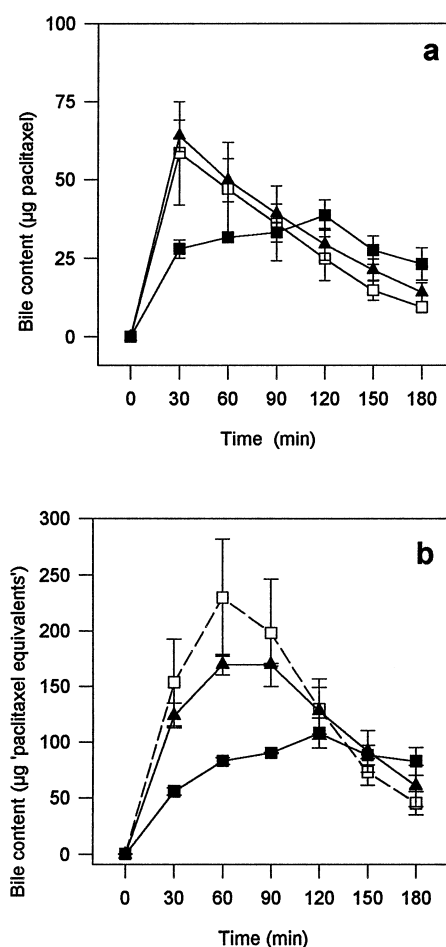 a
100
75
50
25
0
Bile content (µg paclitaxel)
0 30 60 90 120 150 180
Time (min)
b
300
250
200
150
100
50
0
Bile content (µg 'paclitaxel equivalents')
0 30 60 90 120 150 180
Time (min)